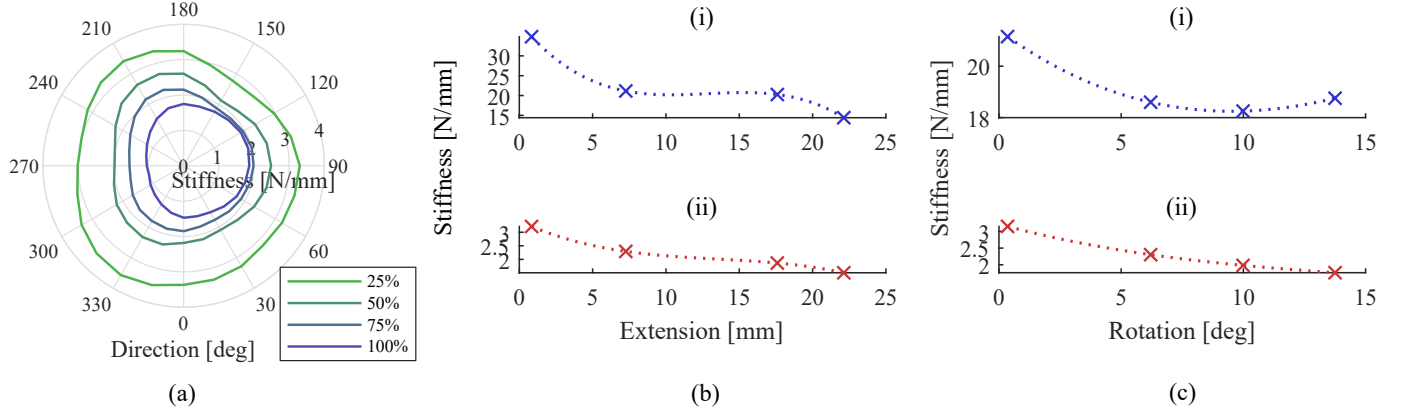 180
210
150
240
120
270
0
1
2
3
4
90
Stiffness [N/mm]
300
60
330
30
0
Direction [deg]
25%
50%
75%
100%
(a)
(i)
Stiffness [N/mm]
30
25
20
15
0 5 10 15 20 25
(ii)
3
2.5
2
0 5 10 15 20 25
Extension [mm]
(b)
(i)
Stiffness [N/mm]
20
18
0 5 10 15
(ii)
3
2.5
2
0 5 10 15
Rotation [deg]
(c)